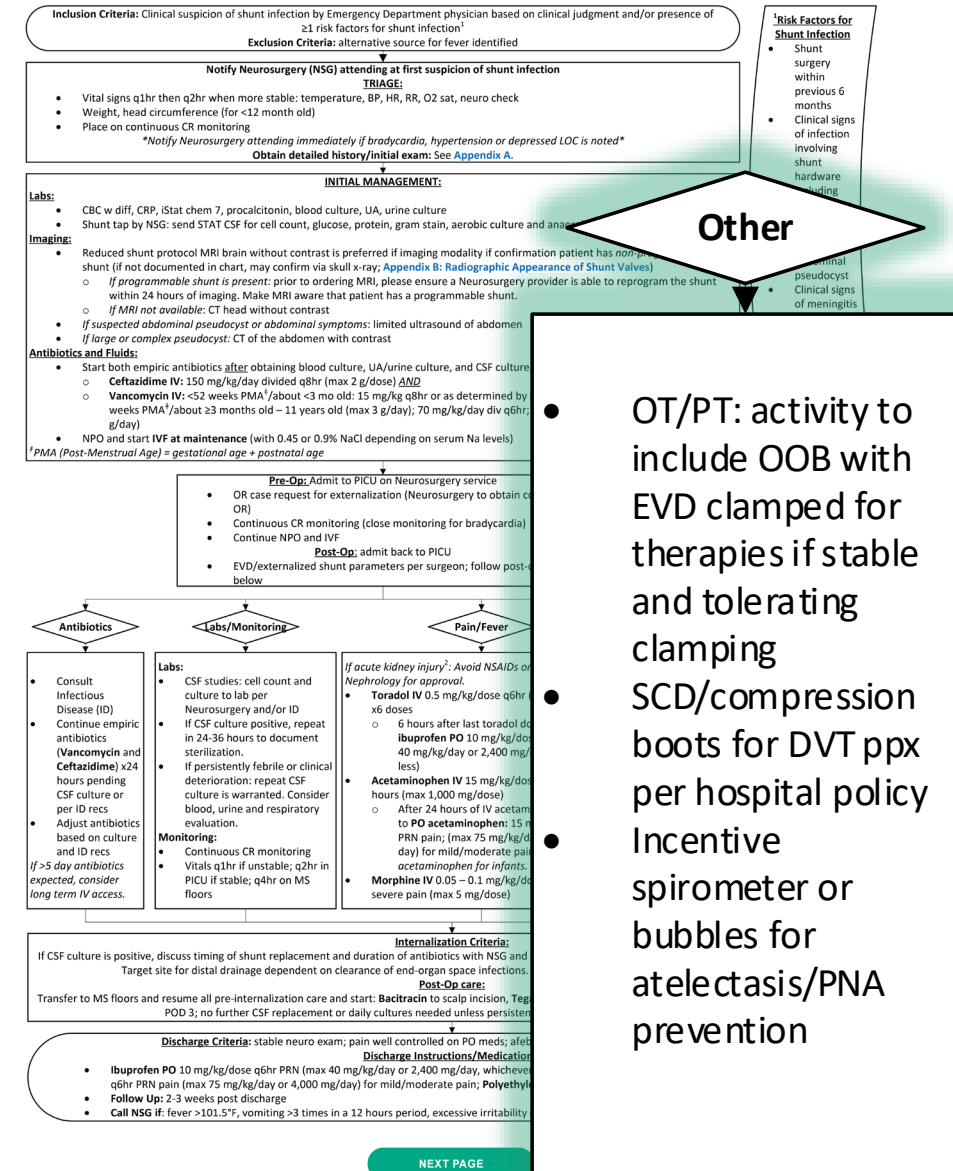 Inclusion Criteria: Clinical suspicion of shunt infection by Emergency Department physician based on clinical judgment and/or presence of
≥1 risk factors for shunt infection¹
Exclusion Criteria: alternative source for fever identified
¹Risk Factors for
Shunt Infection
• Shunt
surgery
within
previous 6
months
• Clinical signs
of infection
involving
shunt
hardware
pseudocyst
• Clinical signs
of meningitis
Notify Neurosurgery (NSG) attending at first suspicion of shunt infection
TRIAGE:
• Vital signs q1hr then q2hr when more stable: temperature, BP, HR, RR, O2 sat, neuro check
• Weight, head circumference (for <12 month old)
• Place on continuous CR monitoring
*Notify Neurosurgery attending immediately if bradycardia, hypertension or depressed LOC is noted*
Obtain detailed history/initial exam: See Appendix A.
INITIAL MANAGEMENT:
Labs:
• CBC w diff, CRP, iStat chem 7, procalcitonin, blood culture, UA, urine culture
• Shunt tap by NSG: send STAT CSF for cell count, glucose, protein, gram stain, aerobic culture and
Imaging:
• Reduced shunt protocol MRI brain without contrast is preferred if imaging modality if confirmation patient has
shunt (if not documented in chart, may confirm via skull x-ray; Appendix B: Radiographic Appearance of Shunt Valves)
o If programmable shunt is present: prior to ordering MRI, please ensure a Neurosurgery provider is able to reprogram the shunt
within 24 hours of imaging. Make MRI aware that patient has a programmable shunt.
o If MRI not available: CT head without contrast
• If suspected abdominal pseudocyst or abdominal symptoms: limited ultrasound of abdomen
• If large or complex pseudocyst: CT of the abdomen with contrast
Antibiotics and Fluids:
• Start both empiric antibiotics after obtaining blood culture, UA/urine culture, and CSF culture
o Ceftazidime IV: 150 mg/kg/day divided q8hr (max 2 g/dose) AND
o Vancomycin IV: <52 weeks PMA‡/about <3 mo old: 15 mg/kg q8hr or as determined by
weeks PMA‡/about ≥3 months old – 11 years old (max 3 g/day); 70 mg/kg/day div q6hr;
g/day)
• NPO and start IVF at maintenance (with 0.45 or 0.9% NaCl depending on serum Na levels)
‡PMA (Post-Menstrual Age) = gestational age + postnatal age
Pre-Op: Admit to PICU on Neurosurgery service
• OR case request for externalization (Neurosurgery to obtain
OR)
• Continuous CR monitoring (close monitoring for bradycardia)
• Continue NPO and IVF
Post-Op: admit back to PICU
• EVD/externalized shunt parameters per surgeon; follow
below
Antibiotics
• Consult
Infectious
Disease (ID)
• Continue empiric
antibiotics
(Vancomycin and
Ceftazidime) x24
hours pending
CSF culture or
per ID recs
• Adjust antibiotics
based on culture
and ID recs
If >5 day antibiotics
expected, consider
long term IV access.
Labs/Monitoring
Labs:
• CSF studies: cell count and
culture to lab per
Neurosurgery and/or ID
• If CSF culture positive, repeat
in 24-36 hours to document
sterilization.
• If persistently febrile or clinical
deterioration: repeat CSF
culture is warranted. Consider
blood, urine and respiratory
evaluation.
Monitoring:
• Continuous CR monitoring
• Vitals q1hr if unstable; q2hr in
PICU if stable; q4hr on MS
floors
Pain/Fever
If acute kidney injury²: Avoid NSAIDs
Nephrology for approval.
• Toradol IV 0.5 mg/kg/dose q6hr
x6 doses
o 6 hours after last toradol
ibuprofen PO 10 mg/kg
40 mg/kg/day or 2,400
less)
• Acetaminophen IV 15 mg/kg
hours (max 1,000 mg/dose)
o After 24 hours of IV
to PO acetaminophen: 15
PRN pain; (max 75 mg/kg
day) for mild/moderate
acetaminophen for infants.
• Morphine IV 0.05 – 0.1 mg/kg
severe pain (max 5 mg/dose)
Other
• OT/PT: activity to
include OOB with
EVD clamped for
therapies if stable
and tolerating
clamping
• SCD/compression
boots for DVT ppx
per hospital policy
• Incentive
spirometer or
bubbles for
atelectasis/PNA
prevention
Internalization Criteria:
If CSF culture is positive, discuss timing of shunt replacement and duration of antibiotics with NSG and
Target site for distal drainage dependent on clearance of end-organ space infections.
Post-Op care:
Transfer to MS floors and resume all pre-internalization care and start: Bacitracin to scalp incision,
POD 3; no further CSF replacement or daily cultures needed unless
Discharge Criteria: stable neuro exam; pain well controlled on PO meds;
Discharge Instructions/
• Ibuprofen PO 10 mg/kg/dose q6hr PRN (max 40 mg/kg/day or 2,400 mg/day,
q6hr PRN pain (max 75 mg/kg/day or 4,000 mg/day) for mild/moderate pain;
• Follow Up: 2-3 weeks post discharge
• Call NSG if: fever >101.5°F, vomiting >3 times in a 12 hours period, excessive irritability
NEXT PAGE